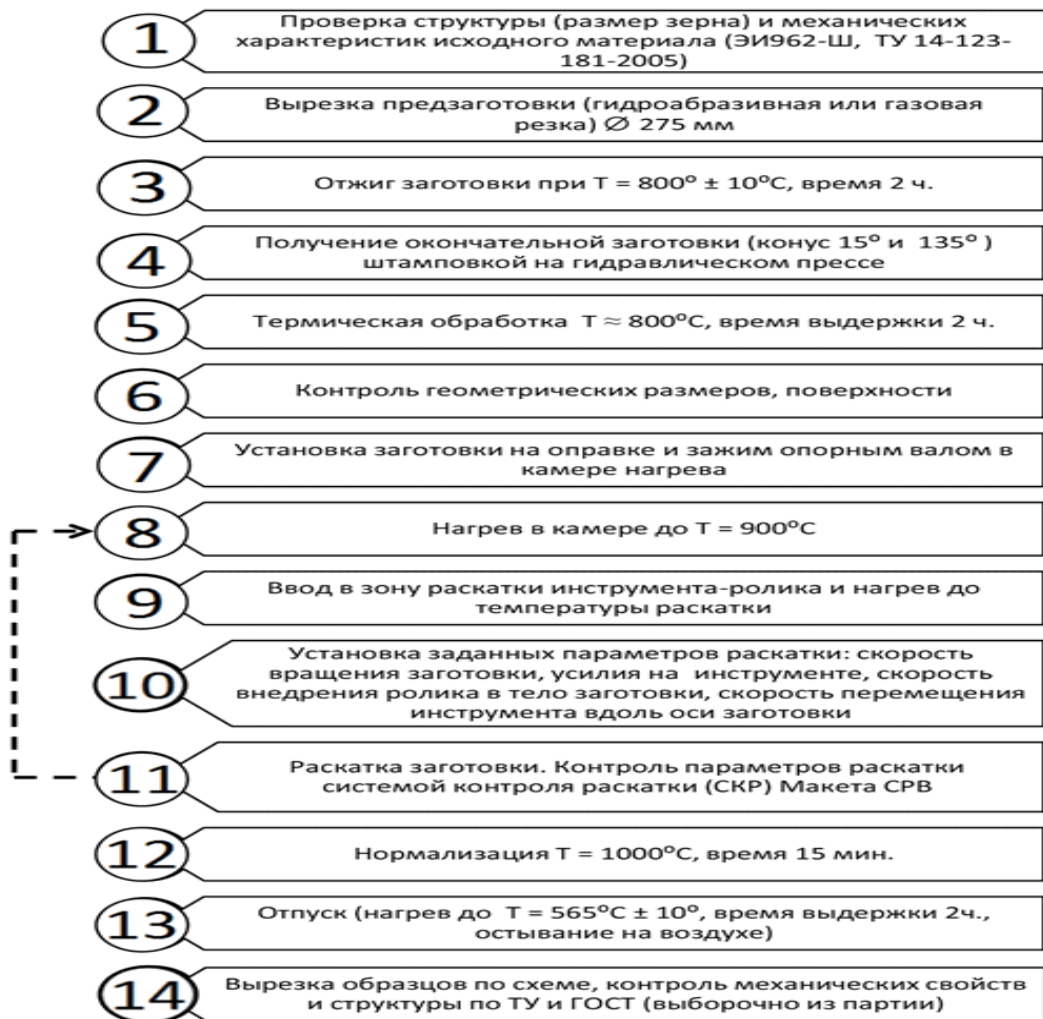 1
Проверка структуры (размер зерна) и механических
характеристик исходного материала (ЭИ962-Ш, ТУ 14-123-
181-2005)
2
Вырезка предзаготовки (гидроабразивная или газовая
резка) ∅ 275 мм
3
Отжиг заготовки при Т = 800° ± 10°С, время 2 ч.
4
Получение окончательной заготовки (конус 15° и 135° )
штамповкой на гидравлическом прессе
5
Термическая обработка Т ≈ 800°С, время выдержки 2 ч.
6
Контроль геометрических размеров, поверхности
7
Установка заготовки на оправке и зажим опорным валом в
камере нагрева
8
Нагрев в камере до Т = 900°С
9
Ввод в зону раскатки инструмента-ролика и нагрев до
температуры раскатки
10
Установка заданных параметров раскатки: скорость
вращения заготовки, усилия на инструменте, скорость
внедрения ролика в тело заготовки, скорость перемещения
инструмента вдоль оси заготовки
11
Раскатка заготовки. Контроль параметров раскатки
системой контроля раскатки (СКР) Макета СРВ
12
Нормализация Т = 1000°С, время 15 мин.
13
Отпуск (нагрев до Т = 565°С ± 10°, время выдержки 2ч.,
остывание на воздухе)
14
Вырезка образцов по схеме, контроль механических свойств
и структуры по ТУ и ГОСТ (выборочно из партии)